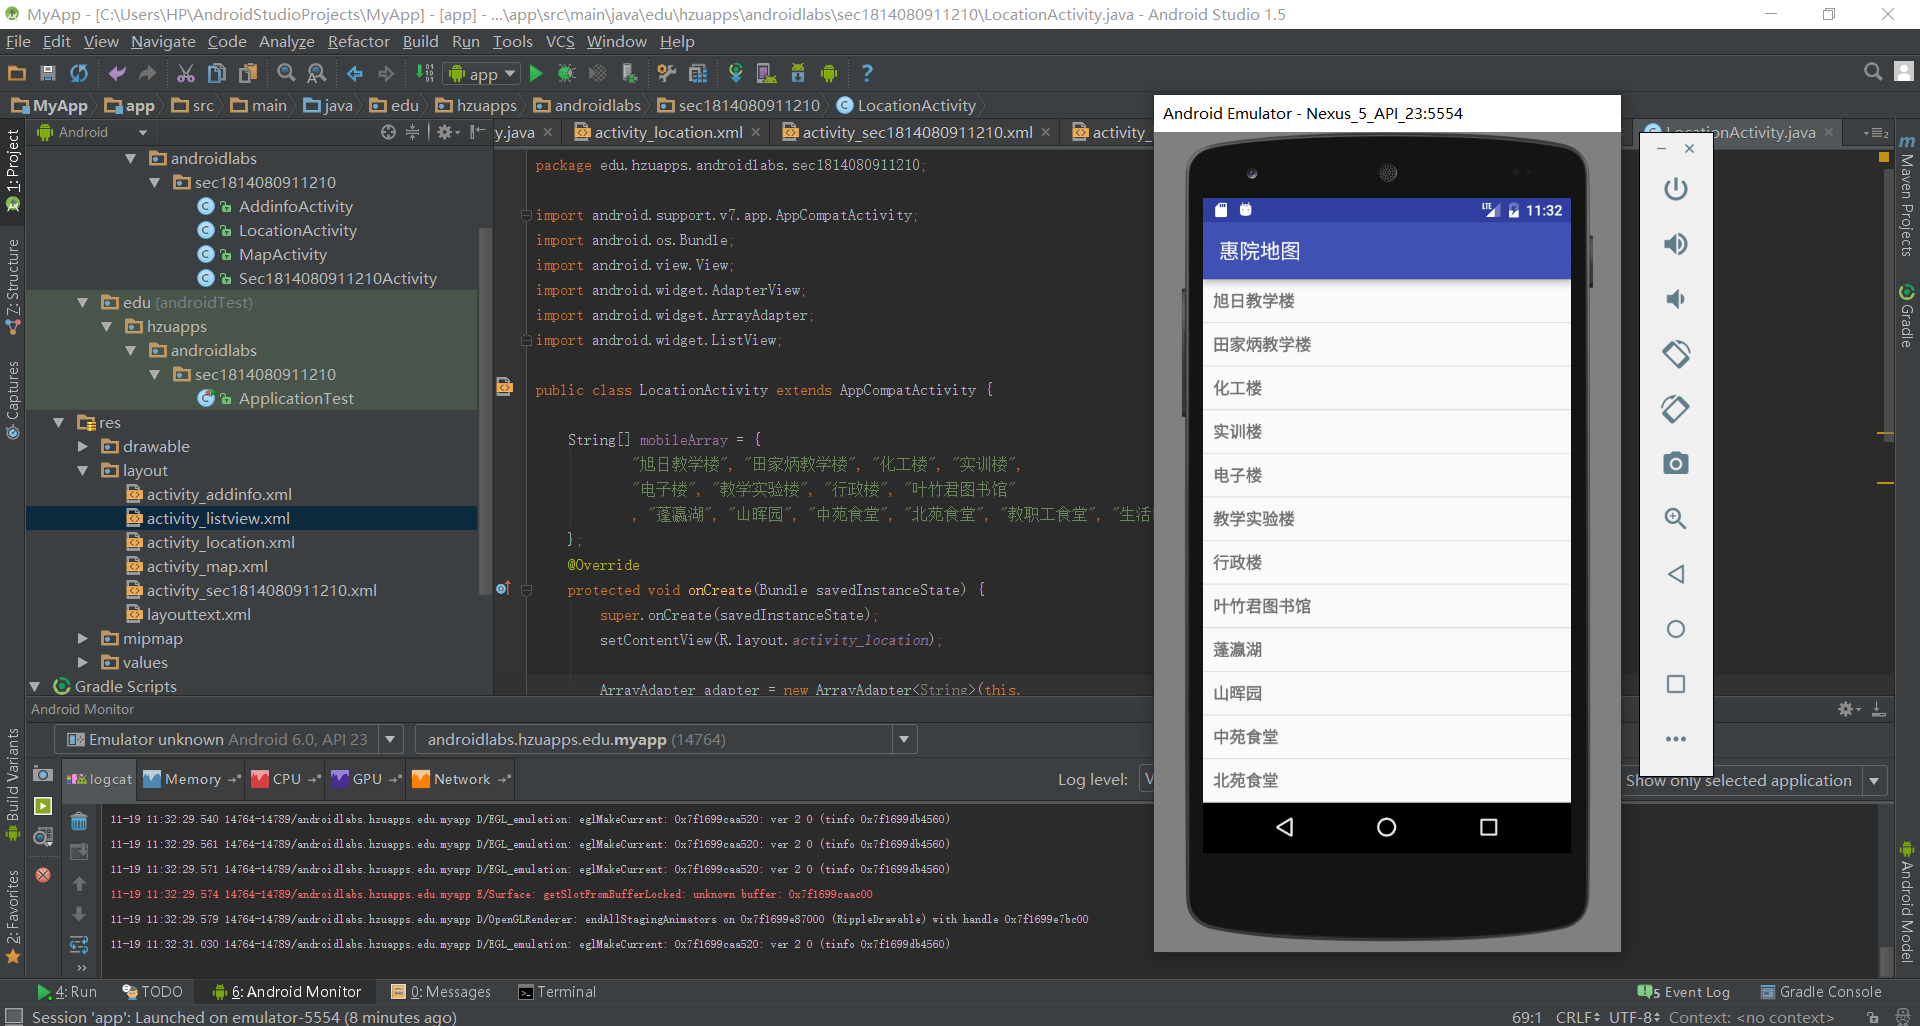 MyApp - [C:\Users\HP\AndroidStudioProjects\MyApp] - [app] - ...\app\src\main\java\edu\hzuapps\androidlabs\sec1814080911210\LocationActivity.java - Android Studio 1.5
File Edit View Navigate Code Analyze Refactor Build Run Tools VCS Window Help
app
MyApp app src main java edu hzuapps androidlabs sec1814080911210 LocationActivity
Android
y.java activity_location.xml activity_sec1814080911210.xml activity_ LocationActivity.java
1: Project
Z: Structure
Captures
Build Variants
2: Favorites
androidlabs
sec1814080911210
AddinfoActivity
LocationActivity
MapActivity
Sec1814080911210Activity
edu (androidTest)
hzuapps
androidlabs
sec1814080911210
ApplicationTest
res
drawable
layout
activity_addinfo.xml
activity_listview.xml
activity_location.xml
activity_map.xml
activity_sec1814080911210.xml
layouttext.xml
mipmap
values
Gradle Scripts
package edu.hzuapps.androidlabs.sec1814080911210;
import android.support.v7.app.AppCompatActivity;
import android.os.Bundle;
import android.view.View;
import android.widget.AdapterView;
import android.widget.ArrayAdapter;
import android.widget.ListView;
public class LocationActivity extends AppCompatActivity {
String[] mobileArray = {
"旭日教学楼", "田家炳教学楼", "化工楼", "实训楼",
"电子楼", "教学实验楼", "行政楼", "叶竹君图书馆"
, "蓬瀛湖", "山晖园", "中苑食堂", "北苑食堂", "教职工食堂", "生活
};
@Override
protected void onCreate(Bundle savedInstanceState) {
super.onCreate(savedInstanceState);
setContentView(R.layout.activity_location);
ArrayAdapter adapter = new ArrayAdapter<String>(this,
Android Emulator - Nexus_5_API_23:5554
LTE 11:32
惠院地图
旭日教学楼
田家炳教学楼
化工楼
实训楼
电子楼
教学实验楼
行政楼
叶竹君图书馆
蓬瀛湖
山晖园
中苑食堂
北苑食堂
Maven Projects
Gradle
Android Model
Android Monitor
Emulator unknown Android 6.0, API 23 androidlabs.hzuapps.edu.myapp (14764)
logcat Memory CPU GPU Network Log level: V Show only selected application
11-19 11:32:29.540 14764-14789/androidlabs.hzuapps.edu.myapp D/EGL_emulation: eglMakeCurrent: 0x7f1699caa520: ver 2 0 (tinfo 0x7f1699db4560)
11-19 11:32:29.561 14764-14789/androidlabs.hzuapps.edu.myapp D/EGL_emulation: eglMakeCurrent: 0x7f1699caa520: ver 2 0 (tinfo 0x7f1699db4560)
11-19 11:32:29.571 14764-14789/androidlabs.hzuapps.edu.myapp D/EGL_emulation: eglMakeCurrent: 0x7f1699caa520: ver 2 0 (tinfo 0x7f1699db4560)
11-19 11:32:29.574 14764-14789/androidlabs.hzuapps.edu.myapp E/Surface: getSlotFromBufferLocked: unknown buffer: 0x7f1699caac00
11-19 11:32:29.579 14764-14789/androidlabs.hzuapps.edu.myapp D/OpenGLRenderer: endAllStagingAnimators on 0x7f1699e87000 (RippleDrawable) with handle 0x7f1699e7bc00
11-19 11:32:31.030 14764-14789/androidlabs.hzuapps.edu.myapp D/EGL_emulation: eglMakeCurrent: 0x7f1699caa520: ver 2 0 (tinfo 0x7f1699db4560)
4: Run TODO 6: Android Monitor 0: Messages Terminal 5 Event Log Gradle Console
Session 'app': Launched on emulator-5554 (8 minutes ago) 69:1 CRLF UTF-8 Context: <no context>